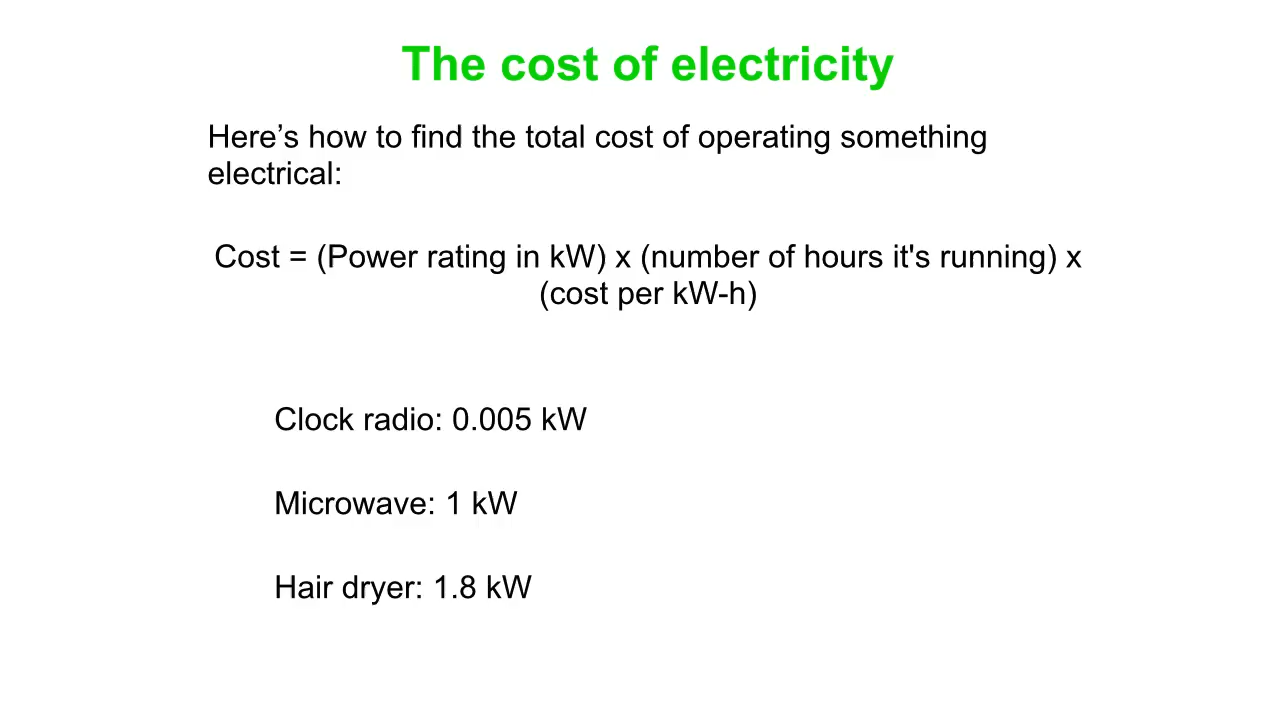 The cost of electricity
Here’s how to find the total cost of operating something
electrical:
Cost = (Power rating in kW) x (number of hours it's running) x
(cost per kW-h)
Clock radio: 0.005 kW
Microwave: 1 kW
Hair dryer: 1.8 kW